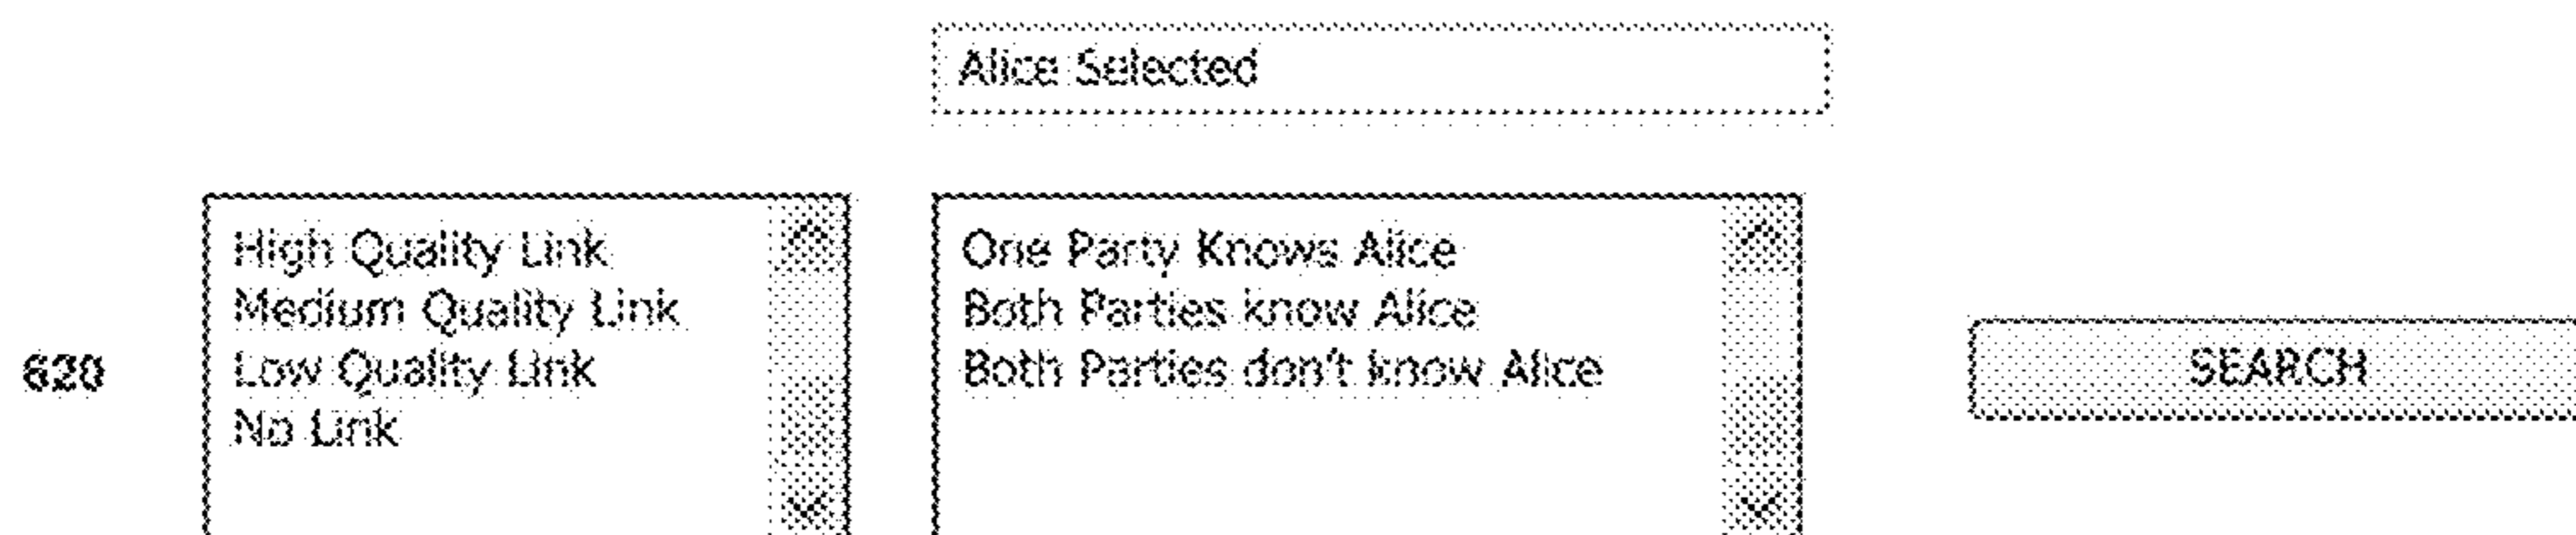 Alice Selected
High Quality Link
Medium Quality Link
Low Quality Link
No Link
One Party Knows Alice
Both Parties know Alice
Both Parties don't know Alice
620
SEARCH